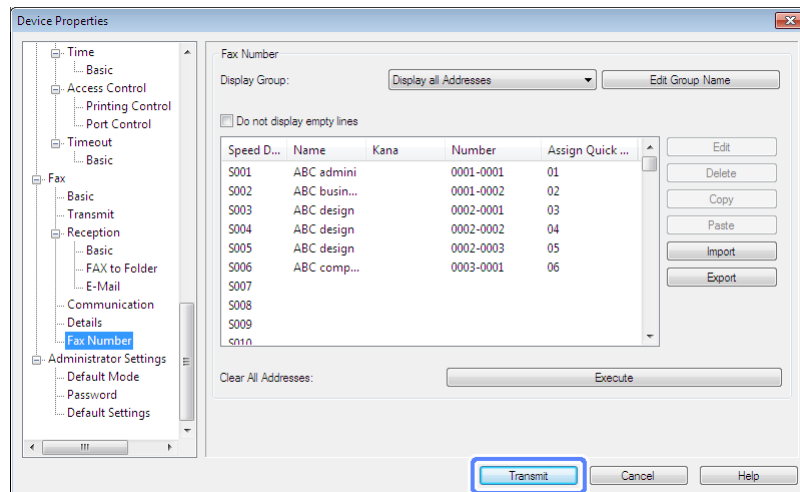 Device Properties
Time
Basic
Access Control
Printing Control
Port Control
Timeout
Basic
Fax
Basic
Transmit
Reception
Basic
FAX to Folder
E-Mail
Communication
Details
Fax Number
Administrator Settings
Default Mode
Password
Default Settings
Fax Number
Display Group: Display all Addresses Edit Group Name
Do not display empty lines
Speed D... Name Kana Number Assign Quick ...
S001 ABC admini 0001-0001 01
S002 ABC busin... 0001-0002 02
S003 ABC design 0002-0001 03
S004 ABC design 0002-0002 04
S005 ABC design 0002-0003 05
S006 ABC comp... 0003-0001 06
S007
S008
S009
S010
Edit
Delete
Copy
Paste
Import
Export
Clear All Addresses: Execute
Transmit Cancel Help